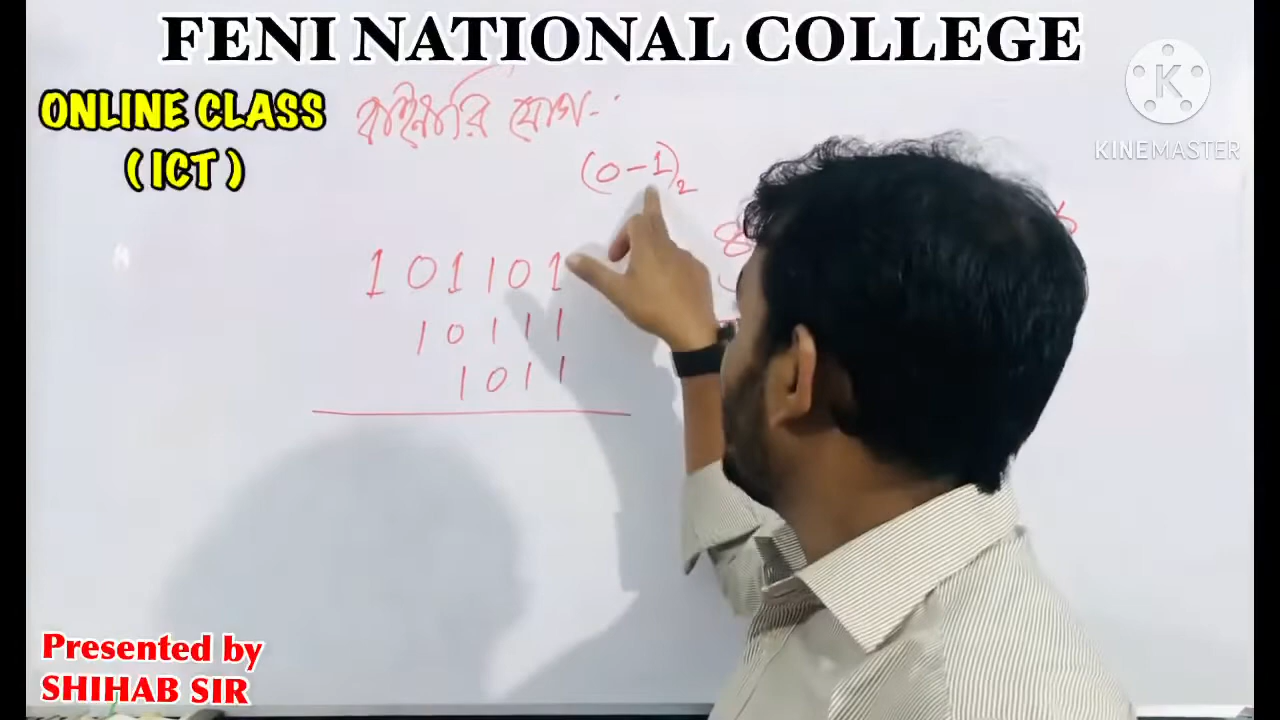 FENI NATIONAL COLLEGE
ONLINE CLASS
( ICT )
K
KINEMASTER
বাইনারি যোগ:
(0-1)₂
101101
10111
1011
Presented by
SHIHAB SIR